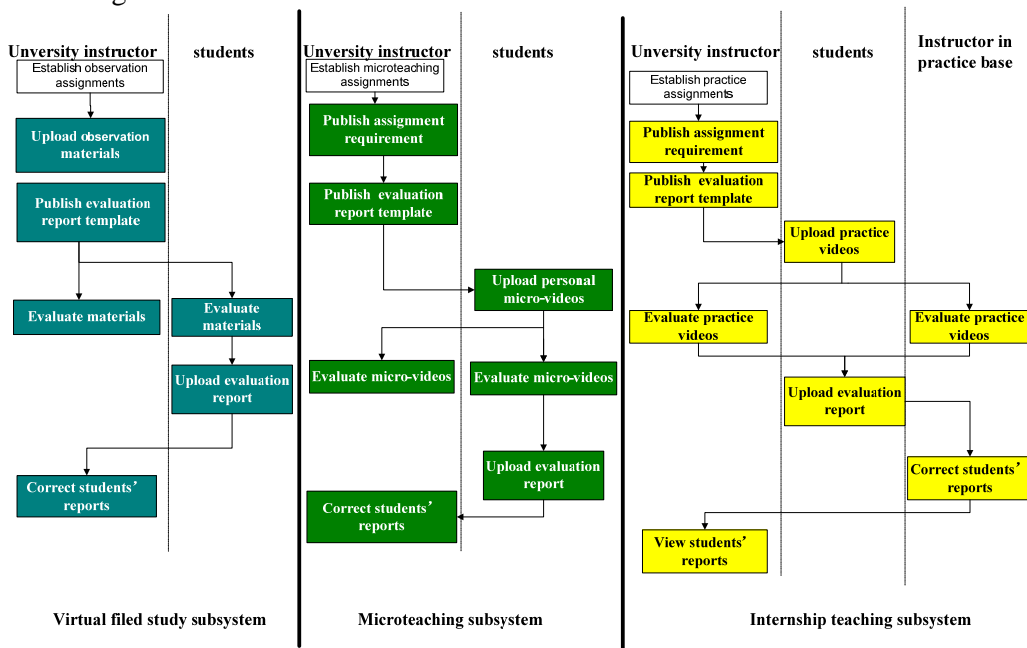 Unversity instructor
students
Establish observation
assignments
Upload observation
materials
Publish evaluation
report template
Evaluate materials
Evaluate
materials
Upload evaluation
report
Correct students’
reports
Virtual filed study subsystem
Unversity instructor
students
Establish microteaching
assignments
Publish assignment
requirement
Publish evaluation
report template
Upload personal
micro-videos
Evaluate micro-videos
Evaluate micro-videos
Upload evaluation
report
Correct students’
reports
Microteaching subsystem
Unversity instructor
students
Instructor in
practice base
Establish practice
assignments
Publish assignment
requirement
Publish evaluation
report template
Upload practice
videos
Evaluate practice
videos
Evaluate practice
videos
Upload evaluation
report
Correct students’
reports
View students’
reports
Internship teaching subsystem